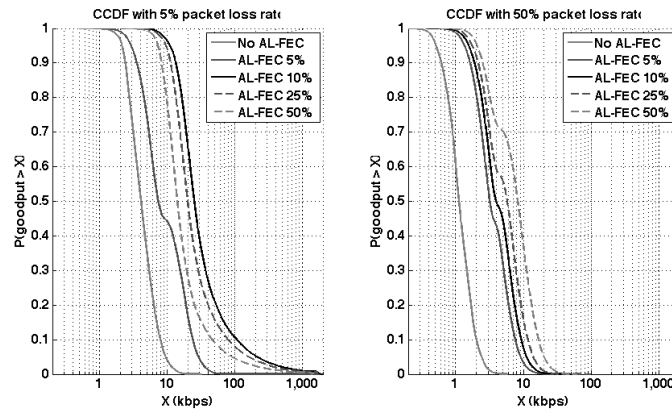 CCDF with 5% packet loss rate
No AL-FEC
AL-FEC 5%
AL-FEC 10%
AL-FEC 25%
AL-FEC 50%
1
0.9
0.8
0.7
0.6
0.5
0.4
0.3
0.2
0.1
0
P(goodput > X)
1
10
100
1,000
X (kbps)
CCDF with 50% packet loss rate
No AL-FEC
AL-FEC 5%
AL-FEC 10%
AL-FEC 25%
AL-FEC 50%
1
0.9
0.8
0.7
0.6
0.5
0.4
0.3
0.2
0.1
0
P(goodput > X)
1
10
100
1,000
X (kbps)